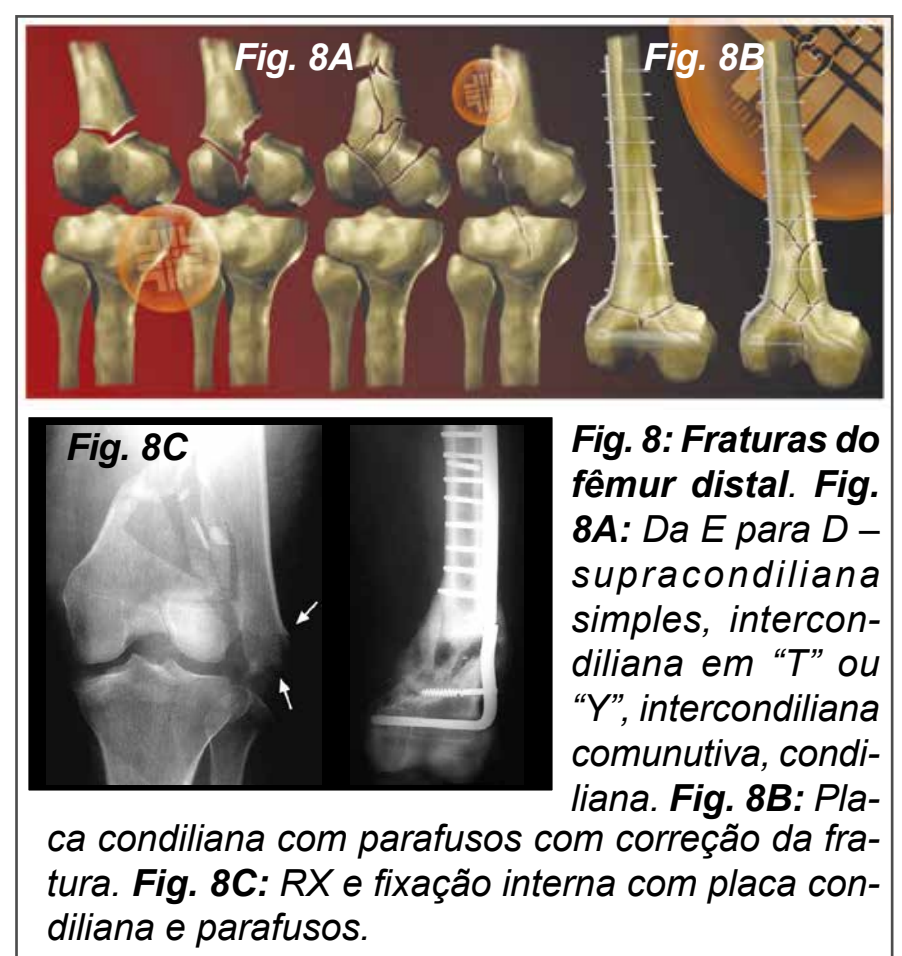 Fig. 8A
Fig. 8B
Fig. 8C
Fig. 8: Fraturas do
fêmur distal. Fig.
8A: Da E para D –
supracondiliana
simples, intercon-
diliana em “T” ou
“Y”, intercondiliana
comunutiva, condi-
liana. Fig. 8B: Pla-
ca condiliana com parafusos com correção da fra-
tura. Fig. 8C: RX e fixação interna com placa con-
diliana e parafusos.